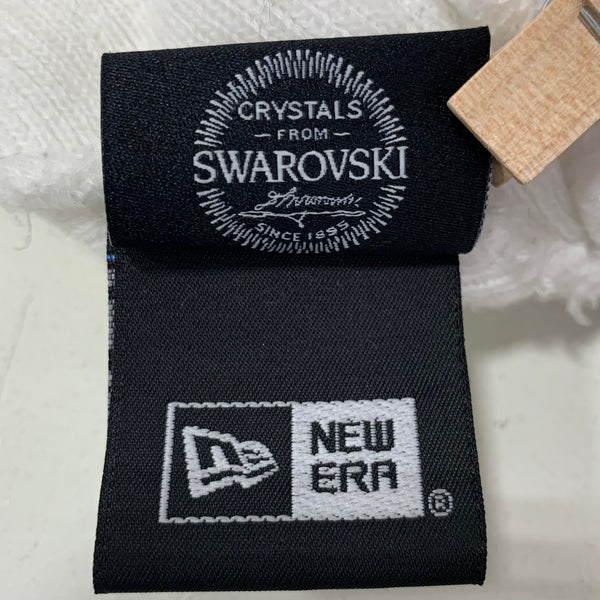 CRYSTALS
FROM
SWAROVSKI
SINCE 1895
NEW
ERA
®